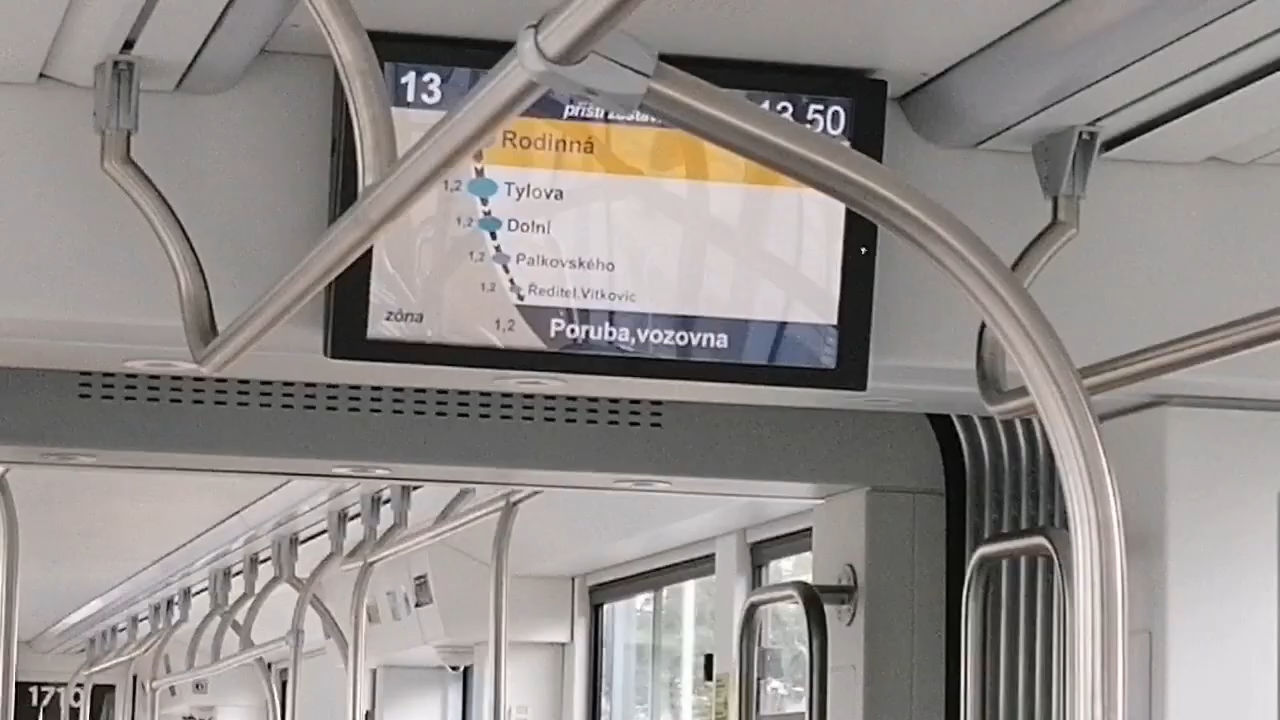 13
13 50
příští
Rodinná
1,2 Tylova
1,2 Dolní
1,2 Palkovského
1,2 Ředitel.Vítkovic
zóna 1,2 Poruba,vozovna